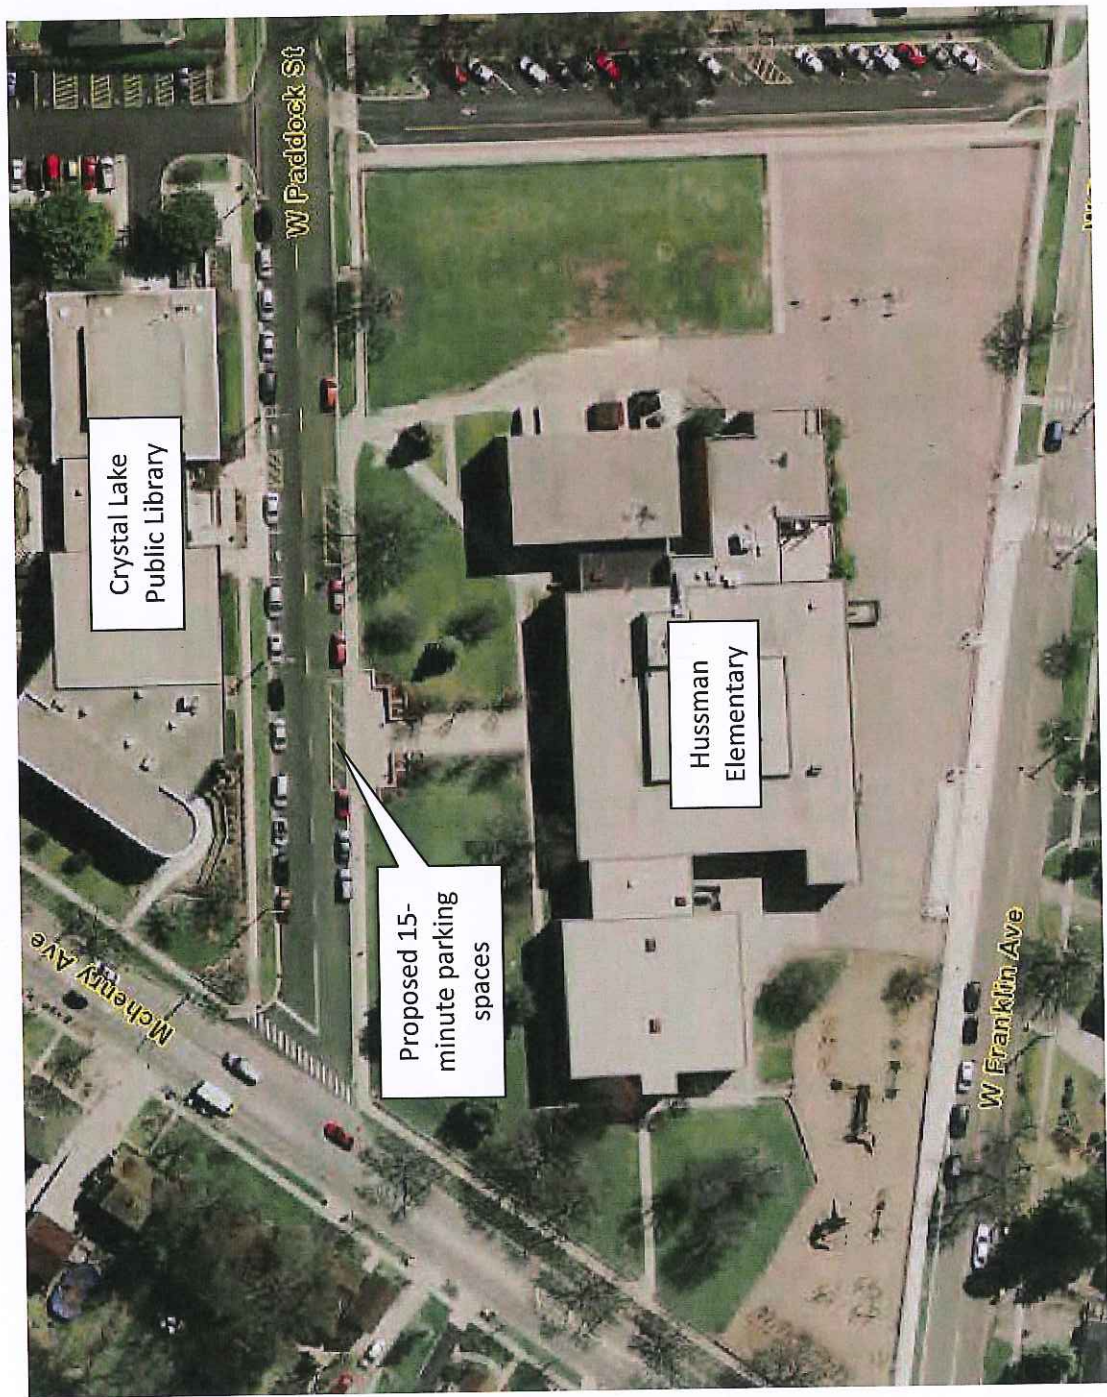 Mchenry Ave
W Paddock St
Crystal Lake
Public Library
Proposed 15-
minute parking
spaces
Hussman
Elementary
W Franklin Ave